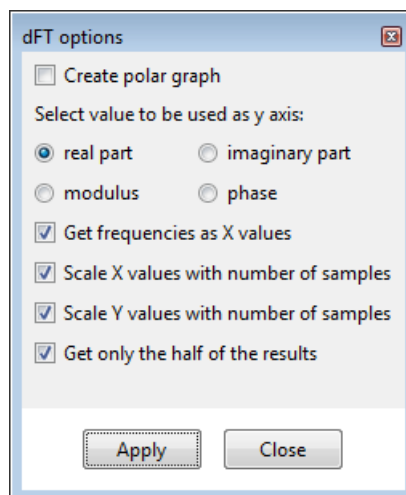 dFT options
Create polar graph
Select value to be used as y axis:
real part imaginary part
modulus phase
Get frequencies as X values
Scale X values with number of samples
Scale Y values with number of samples
Get only the half of the results
Apply Close